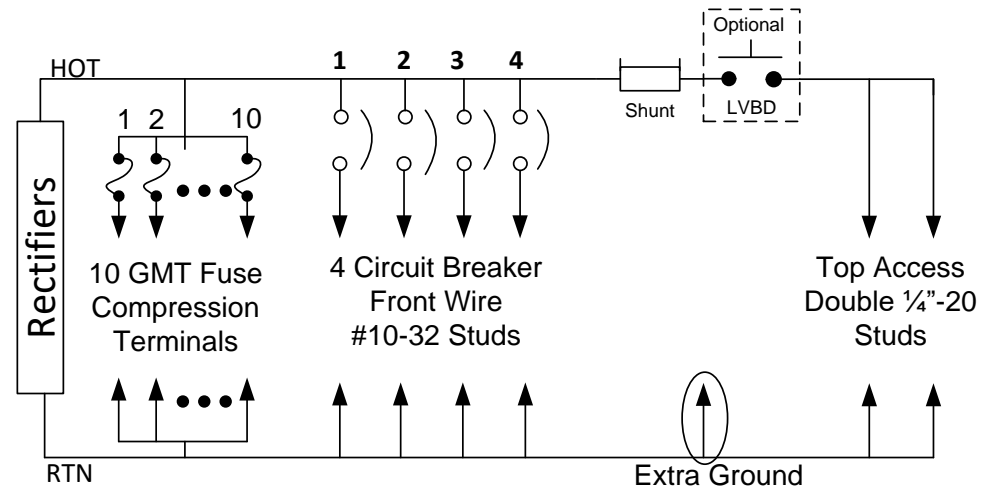 Optional
HOT
1 2 3 4
Shunt
LVBD
1 2 10
Rectifiers
10 GMT Fuse
Compression
Terminals
4 Circuit Breaker
Front Wire
#10-32 Studs
Top Access
Double ¼”-20
Studs
RTN
Extra Ground